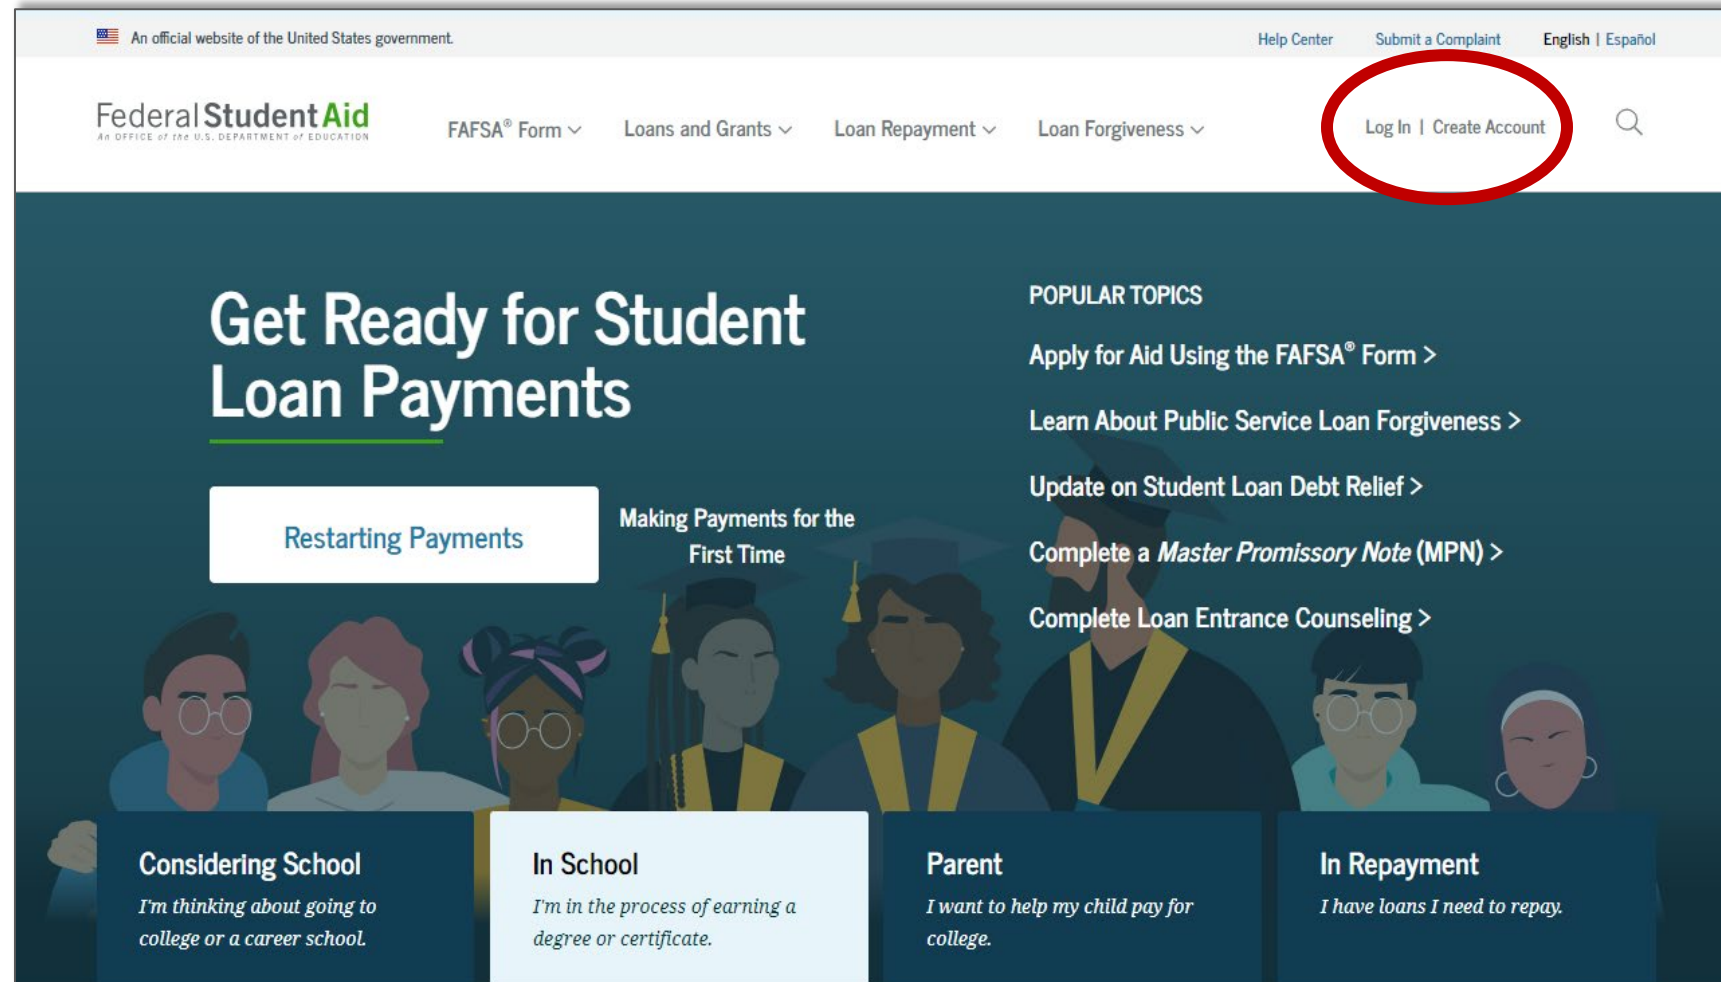 An official website of the United States government.
Help Center Submit a Complaint English | Español
Federal Student Aid
An OFFICE of the U.S. DEPARTMENT of EDUCATION
FAFSA® Form Loans and Grants Loan Repayment Loan Forgiveness Log In | Create Account
Get Ready for Student
Loan Payments
Restarting Payments
Making Payments for the
First Time
POPULAR TOPICS
Apply for Aid Using the FAFSA® Form >
Learn About Public Service Loan Forgiveness >
Update on Student Loan Debt Relief >
Complete a Master Promissory Note (MPN) >
Complete Loan Entrance Counseling >
Considering School
I'm thinking about going to
college or a career school.
In School
I'm in the process of earning a
degree or certificate.
Parent
I want to help my child pay for
college.
In Repayment
I have loans I need to repay.